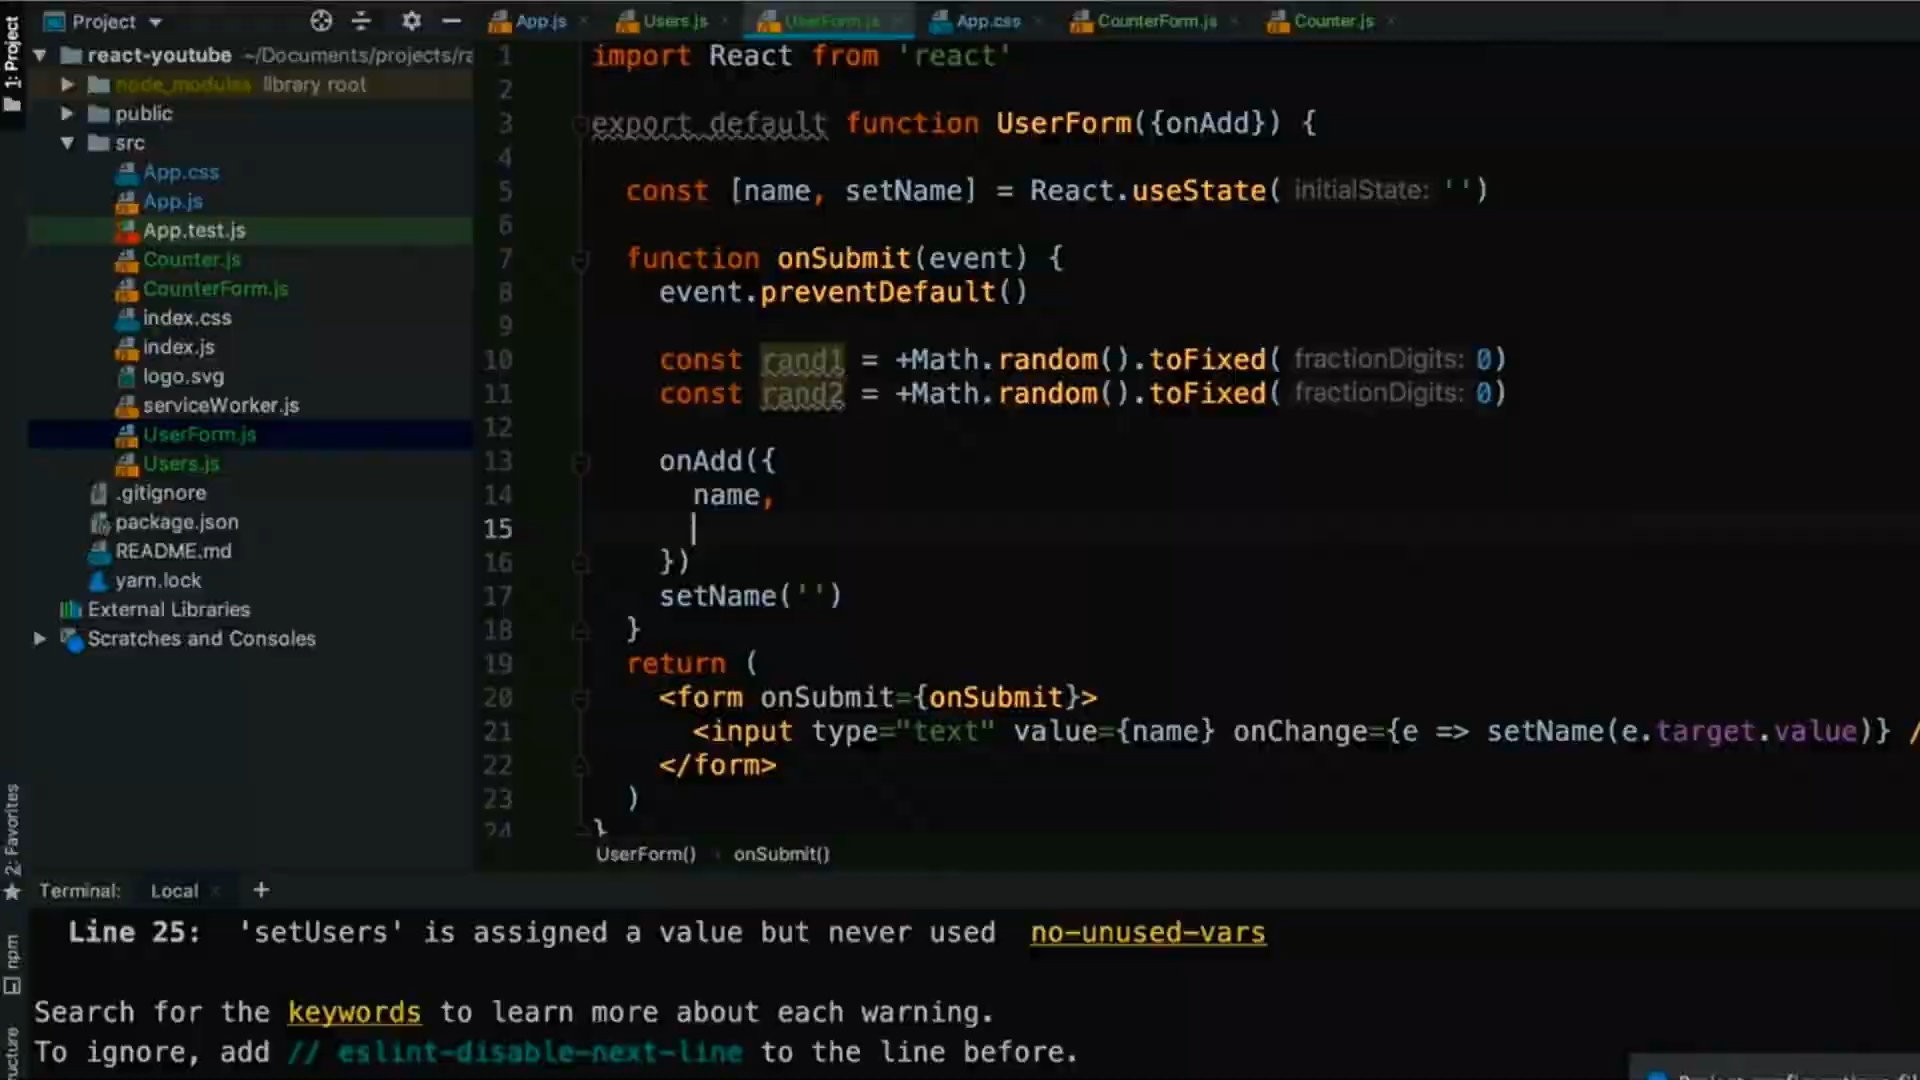 1: Project
Project
App.js
Users.js
UserForm.js
App.css
CounterForm.js
Counter.js
react-youtube ~/Documents/projects/ra
node_modules library root
public
src
App.css
App.js
App.test.js
Counter.js
CounterForm.js
index.css
index.js
logo.svg
serviceWorker.js
UserForm.js
Users.js
.gitignore
package.json
README.md
yarn.lock
External Libraries
Scratches and Consoles
1 import React from 'react'
2
3 export default function UserForm({onAdd}) {
4
5 const [name, setName] = React.useState( initialState: '')
6
7 function onSubmit(event) {
8 event.preventDefault()
9
10 const rand1 = +Math.random().toFixed( fractionDigits: 0)
11 const rand2 = +Math.random().toFixed( fractionDigits: 0)
12
13 onAdd({
14 name,
15
16 })
17 setName('')
18 }
19 return (
20 <form onSubmit={onSubmit}>
21 <input type="text" value={name} onChange={e => setName(e.target.value)} /
22 </form>
23 )
24 }
UserForm() onSubmit()
2: Favorites
npm
Terminal: Local +
Line 25: 'setUsers' is assigned a value but never used no-unused-vars
Search for the keywords to learn more about each warning.
To ignore, add // eslint-disable-next-line to the line before.